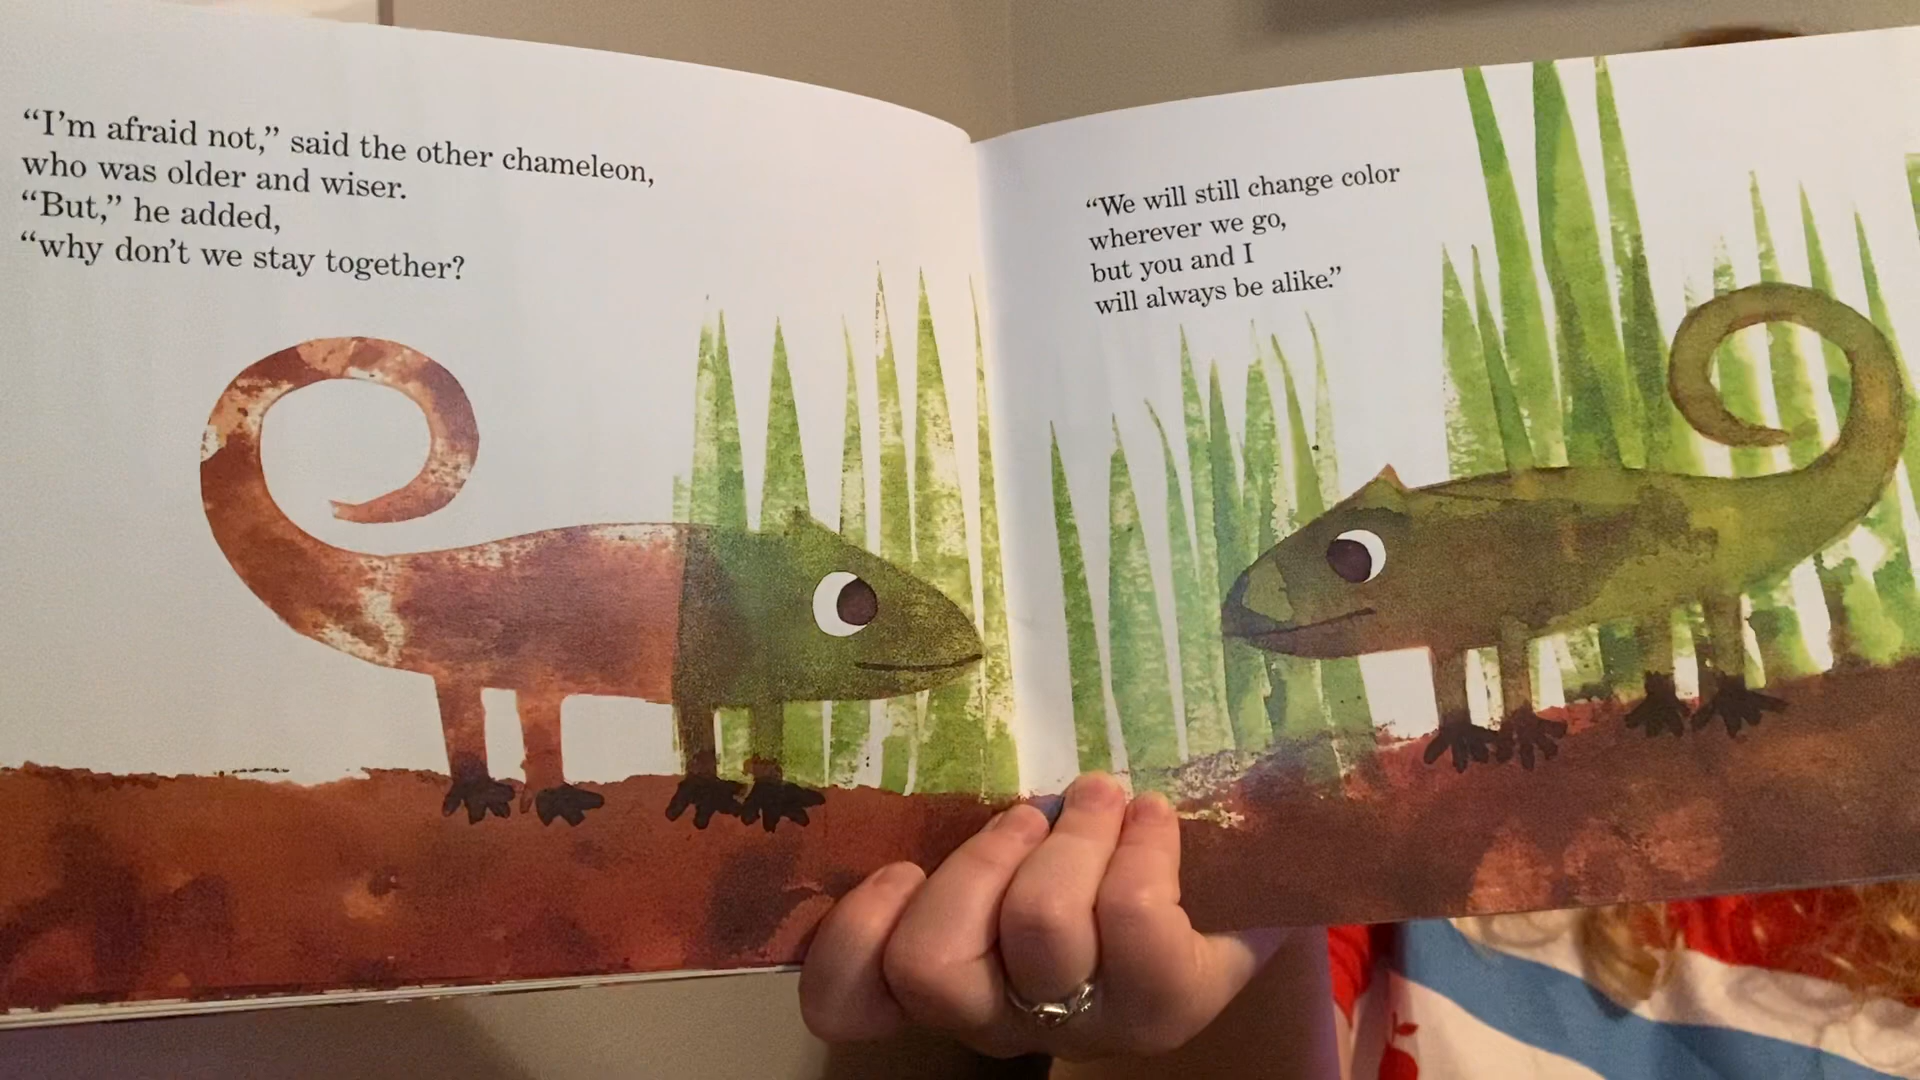 “I’m afraid not,” said the other chameleon,
who was older and wiser.
“But,” he added,
“why don’t we stay together?
“We will still change color
wherever we go,
but you and I
will always be alike.”